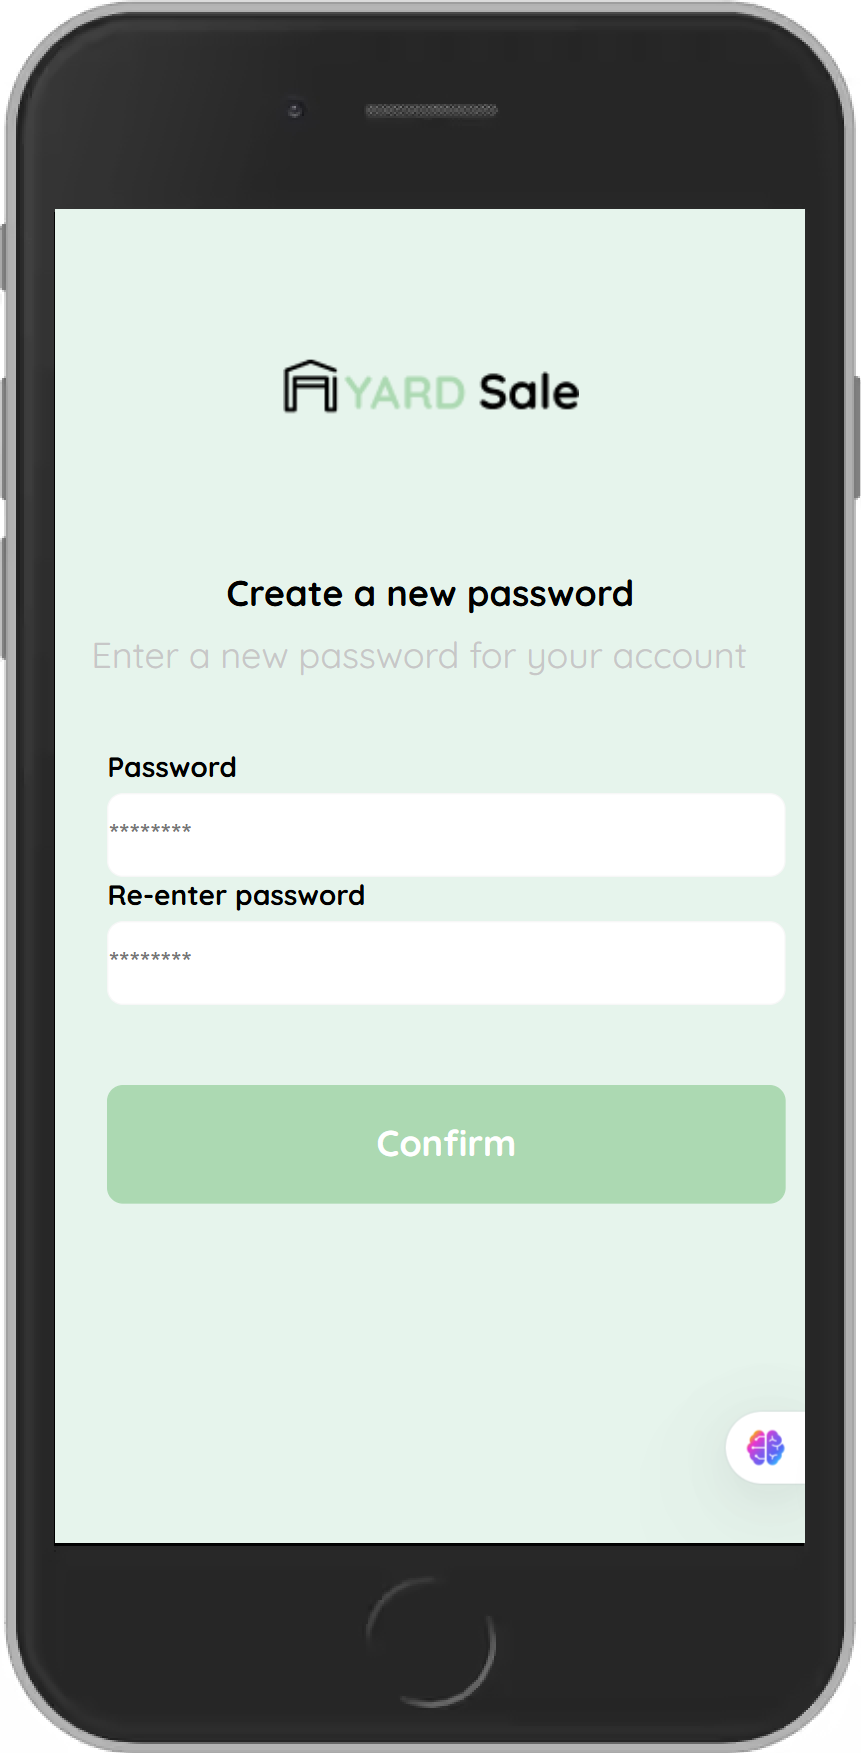 YARD Sale
Create a new password
Enter a new password for your account
Password
********
Re-enter password
********
Confirm